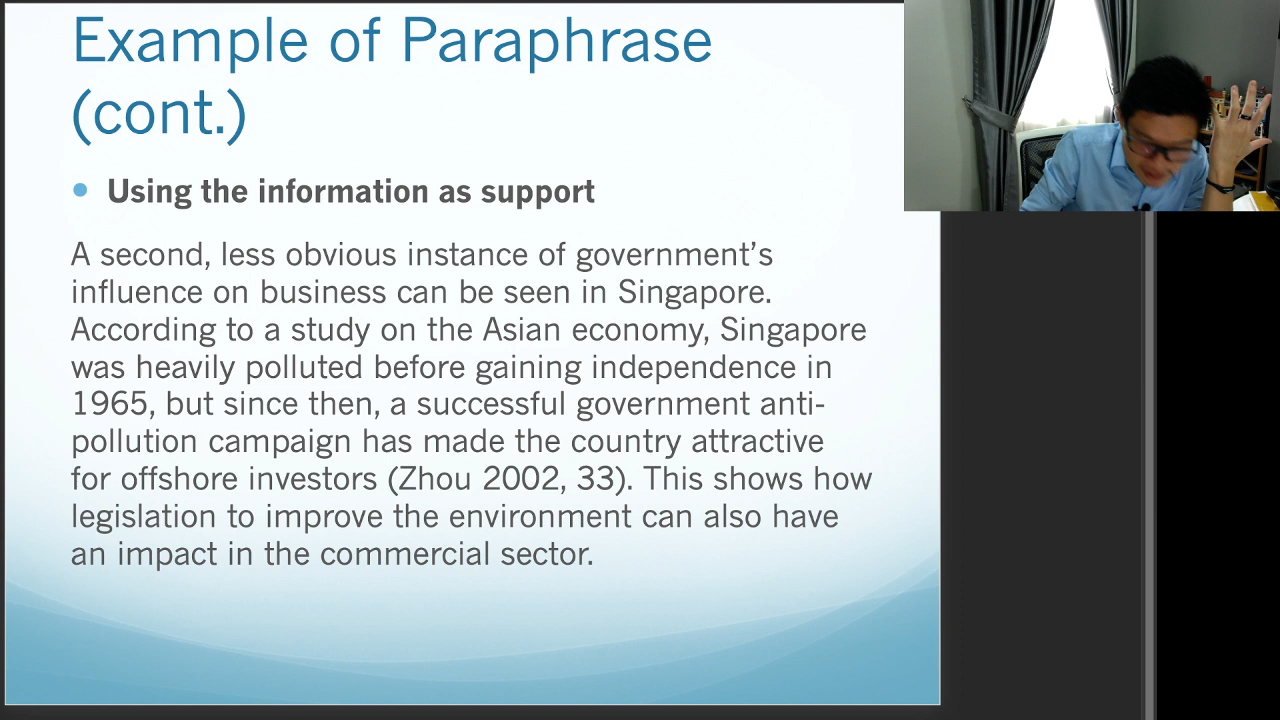 Example of Paraphrase
(cont.)
Using the information as support
A second, less obvious instance of government’s
influence on business can be seen in Singapore.
According to a study on the Asian economy, Singapore
was heavily polluted before gaining independence in
1965, but since then, a successful government anti-
pollution campaign has made the country attractive
for offshore investors (Zhou 2002, 33). This shows how
legislation to improve the environment can also have
an impact in the commercial sector.